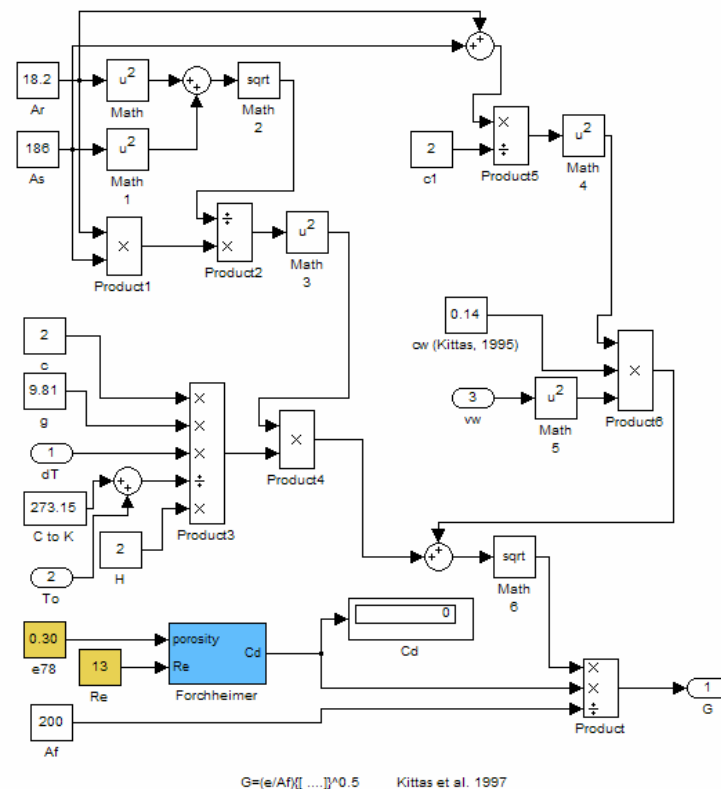 18.2
Ar
u²
Math
+
+
sqrt
Math
2
+
+
186
As
u²
Math
1
2
c1
×
÷
Product5
u²
Math
4
×
Product1
÷
×
Product2
u²
Math
3
2
c
9.81
g
1
dT
273.15
C to K
+
+
2
To
2
H
×
×
×
÷
×
Product3
×
Product4
0.14
cw (Kittas, 1995)
3
vw
u²
Math
5
×
Product6
+
+
sqrt
Math
6
0.30
e78
13
Re
porosity
Re
Cd
Forchheimer
0
Cd
200
Af
×
×
÷
Product
1
G
G=(e/Af){[ ....]}^0.5 Kittas et al. 1997